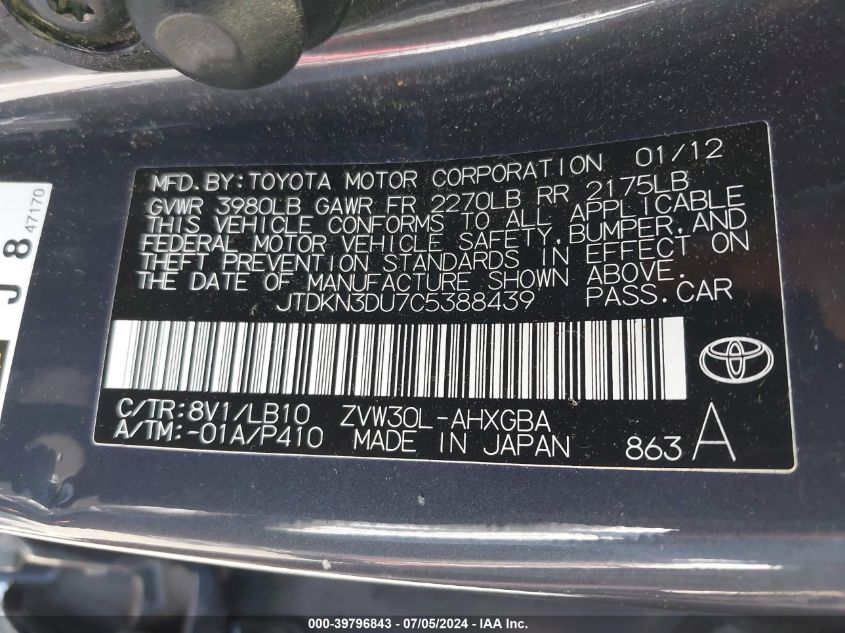 MFD. BY: TOYOTA MOTOR CORPORATION 01/12
GVWR 3980LB GAWR FR 2270LB RR 2175LB
THIS VEHICLE CONFORMS TO ALL APPLICABLE
FEDERAL MOTOR VEHICLE SAFETY, BUMPER, AND
THEFT PREVENTION STANDARDS IN EFFECT ON
THE DATE OF MANUFACTURE SHOWN ABOVE.
JTDKN3DU7C5388439 PASS. CAR
C/TR: 8V1/LB10 ZVW30L-AHXGBA
A/TM: -01A/P410 MADE IN JAPAN 863 A
J 8 47170
000-39796843 - 07/05/2024 - © IAA, Inc.